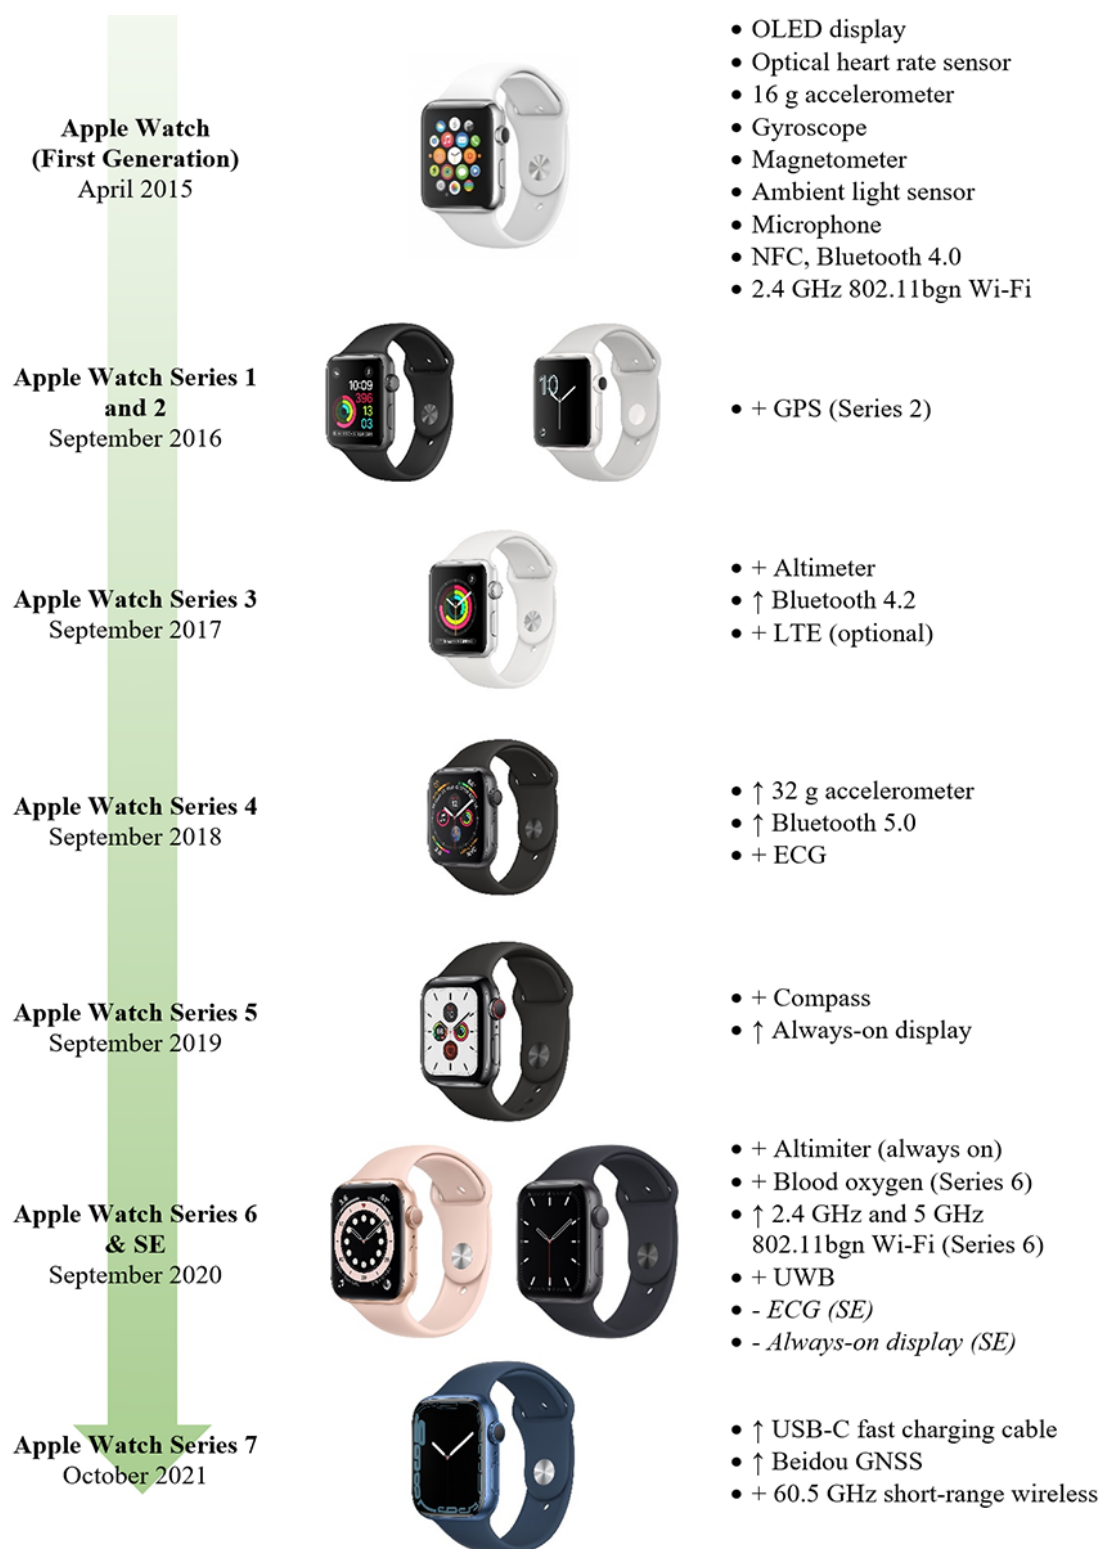 Apple Watch
(First Generation)
April 2015
• OLED display
• Optical heart rate sensor
• 16 g accelerometer
• Gyroscope
• Magnetometer
• Ambient light sensor
• Microphone
• NFC, Bluetooth 4.0
• 2.4 GHz 802.11bgn Wi-Fi
Apple Watch Series 1
and 2
September 2016
10:09
396
13
03
10
• + GPS (Series 2)
Apple Watch Series 3
September 2017
• + Altimeter
• ↑ Bluetooth 4.2
• + LTE (optional)
Apple Watch Series 4
September 2018
• ↑ 32 g accelerometer
• ↑ Bluetooth 5.0
• + ECG
Apple Watch Series 5
September 2019
• + Compass
• ↑ Always-on display
Apple Watch Series 6
& SE
September 2020
• + Altimiter (always on)
• + Blood oxygen (Series 6)
• ↑ 2.4 GHz and 5 GHz
802.11bgn Wi-Fi (Series 6)
• + UWB
• - ECG (SE)
• - Always-on display (SE)
Apple Watch Series 7
October 2021
• ↑ USB-C fast charging cable
• ↑ Beidou GNSS
• + 60.5 GHz short-range wireless